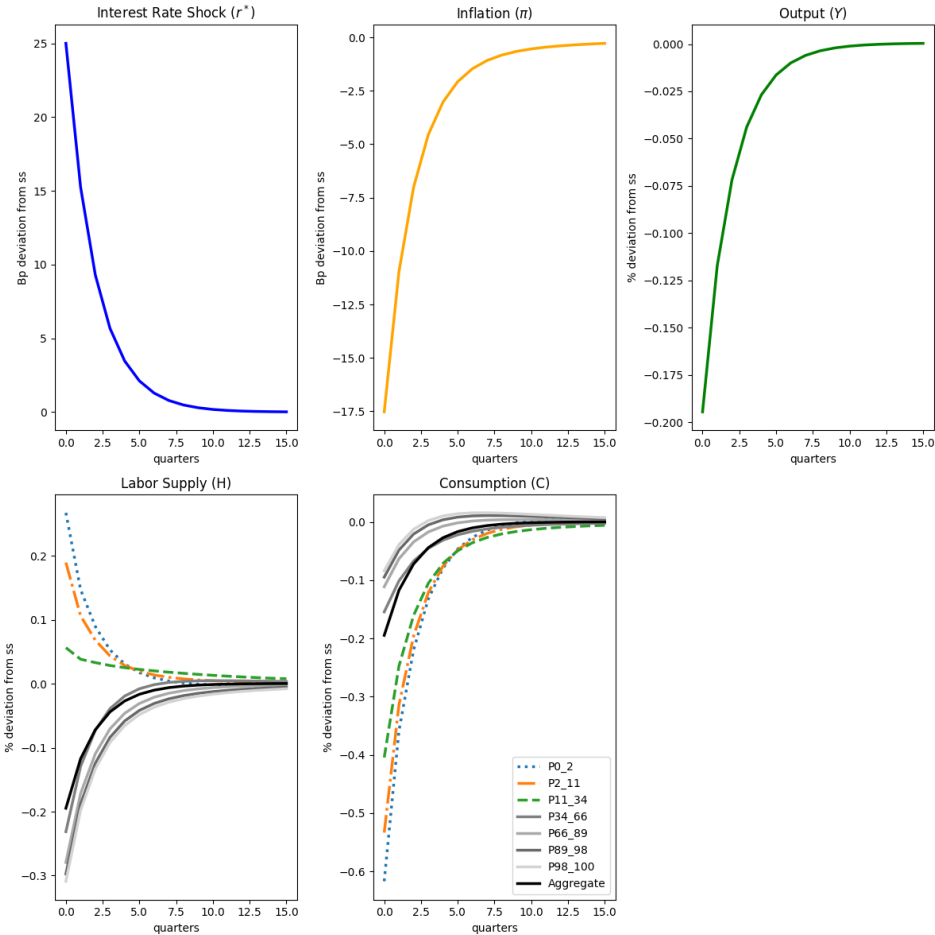 Interest Rate Shock (r*)
Bp deviation from ss
25
20
15
10
5
0
0.0 2.5 5.0 7.5 10.0 12.5 15.0
quarters
Inflation (π)
Bp deviation from ss
0.0
−2.5
−5.0
−7.5
−10.0
−12.5
−15.0
−17.5
0.0 2.5 5.0 7.5 10.0 12.5 15.0
quarters
Output (Y)
% deviation from ss
0.000
−0.025
−0.050
−0.075
−0.100
−0.125
−0.150
−0.175
−0.200
0.0 2.5 5.0 7.5 10.0 12.5 15.0
quarters
Labor Supply (H)
% deviation from ss
0.2
0.1
0.0
−0.1
−0.2
−0.3
0.0 2.5 5.0 7.5 10.0 12.5 15.0
quarters
Consumption (C)
% deviation from ss
0.0
−0.1
−0.2
−0.3
−0.4
−0.5
−0.6
0.0 2.5 5.0 7.5 10.0 12.5 15.0
quarters
P0_2
P2_11
P11_34
P34_66
P66_89
P89_98
P98_100
Aggregate